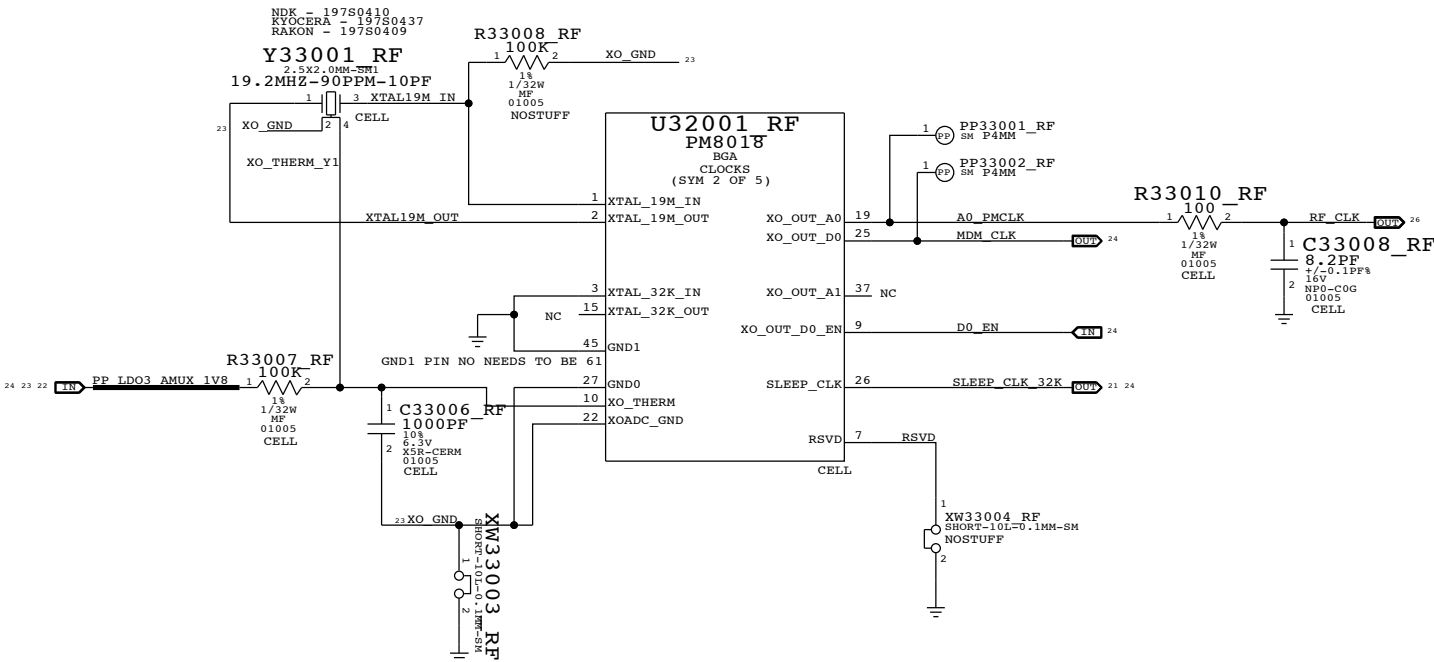 NDK - 197S0410
KYOCERA - 197S0437
RAKON - 197S0409
Y33001_RF
2.5X2.0MM-SM1
19.2MHZ-90PPM-10PF
1
3
XTAL19M_IN
2
4
CELL
23
XO_GND
XO_THERM_Y1
XTAL19M_OUT
R33008_RF
100K
1
2
XO_GND
23
1%
1/32W
MF
01005
NOSTUFF
U32001_RF
PM8018
BGA
CLOCKS
(SYM 2 OF 5)
1
XTAL_19M_IN
2
XTAL_19M_OUT
3
XTAL_32K_IN
NC
15
XTAL_32K_OUT
45
GND1
GND1 PIN NO NEEDS TO BE 61
27
GND0
10
XO_THERM
22
XOADC_GND
XO_OUT_A0
19
A0_PMCLK
XO_OUT_D0
25
MDM_CLK
OUT
24
XO_OUT_A1
37
NC
XO_OUT_D0_EN
9
D0_EN
IN
24
SLEEP_CLK
26
SLEEP_CLK_32K
OUT
21 24
RSVD
7
RSVD
CELL
1
PP
PP33001_RF
SM P4MM
1
PP
PP33002_RF
SM P4MM
R33010_RF
100
1
2
1%
1/32W
MF
01005
CELL
RF_CLK
OUT
26
1
C33008_RF
8.2PF
+/-0.1PF%
16V
2
NP0-C0G
01005
CELL
24 23 22
IN
PP_LDO3_AMUX_1V8
R33007_RF
100K
1
2
1%
1/32W
MF
01005
CELL
1
C33006_RF
1000PF
10%
6.3V
2
X5R-CERM
01005
CELL
23
XO_GND
1
2
SHORT-10L-0.1MM-SM
XW33003_RF
1
XW33004_RF
SHORT-10L-0.1MM-SM
NOSTUFF
2